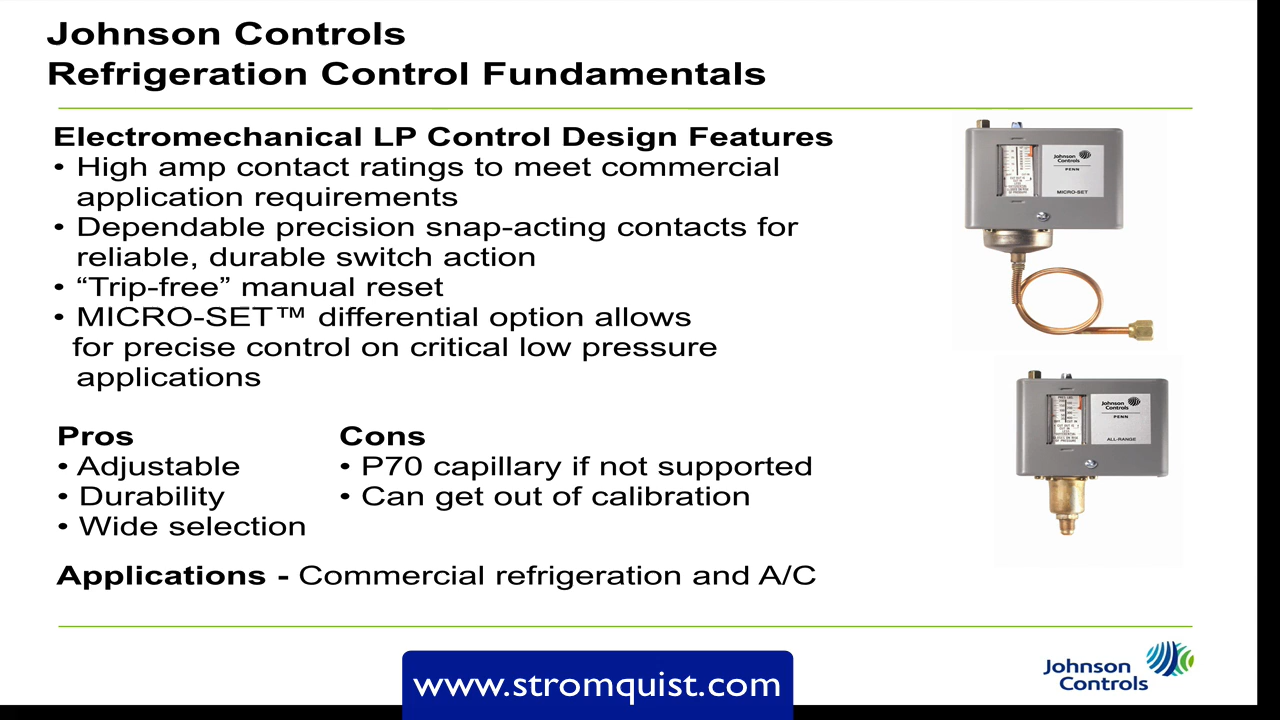 Johnson Controls
Refrigeration Control Fundamentals
Electromechanical LP Control Design Features
• High amp contact ratings to meet commercial
application requirements
• Dependable precision snap-acting contacts for
reliable, durable switch action
• “Trip-free” manual reset
• MICRO-SET™ differential option allows
for precise control on critical low pressure
applications
Pros
• Adjustable
• Durability
• Wide selection
Cons
• P70 capillary if not supported
• Can get out of calibration
Applications - Commercial refrigeration and A/C
Johnson
Controls
PENN
MICRO-SET
Johnson
Controls
PENN
ALL-RANGE
www.stromquist.com
Johnson
Controls